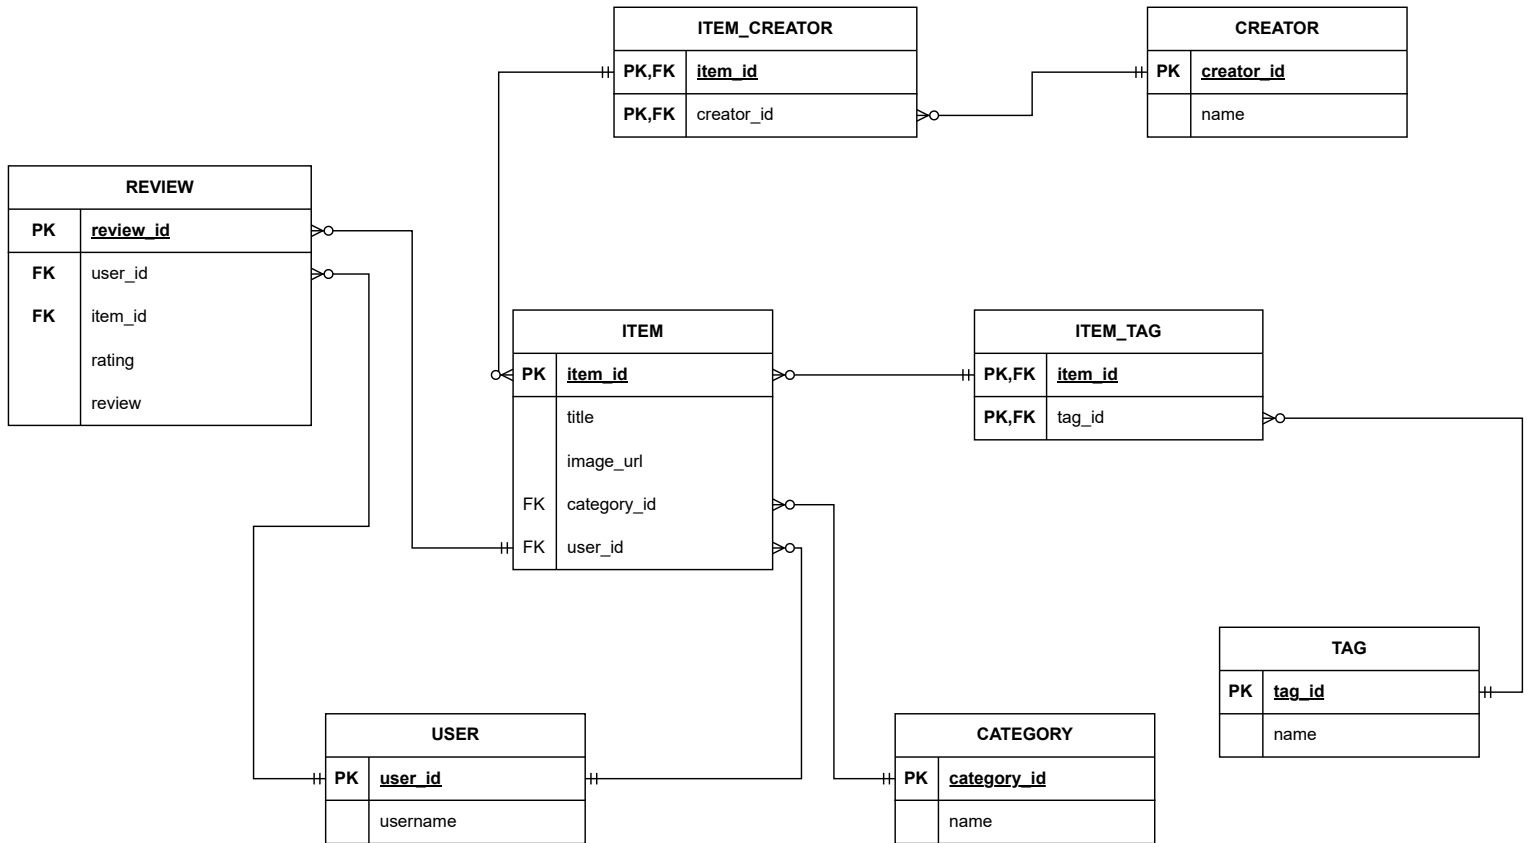 ITEM_CREATOR
PK,FK item_id
PK,FK creator_id
CREATOR
PK creator_id
name
REVIEW
PK review_id
FK user_id
FK item_id
rating
review
ITEM
PK item_id
title
image_url
FK category_id
FK user_id
ITEM_TAG
PK,FK item_id
PK,FK tag_id
TAG
PK tag_id
name
USER
PK user_id
username
CATEGORY
PK category_id
name